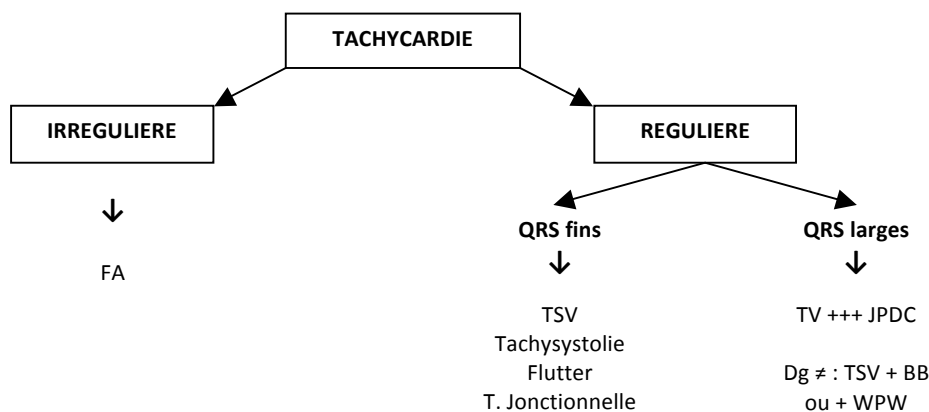 TACHYCARDIE
IRREGULIERE
REGULIERE
FA
QRS fins
QRS larges
TSV
Tachysystolie
Flutter
T. Jonctionnelle
TV +++ JPDC
Dg ≠ : TSV + BB
ou + WPW